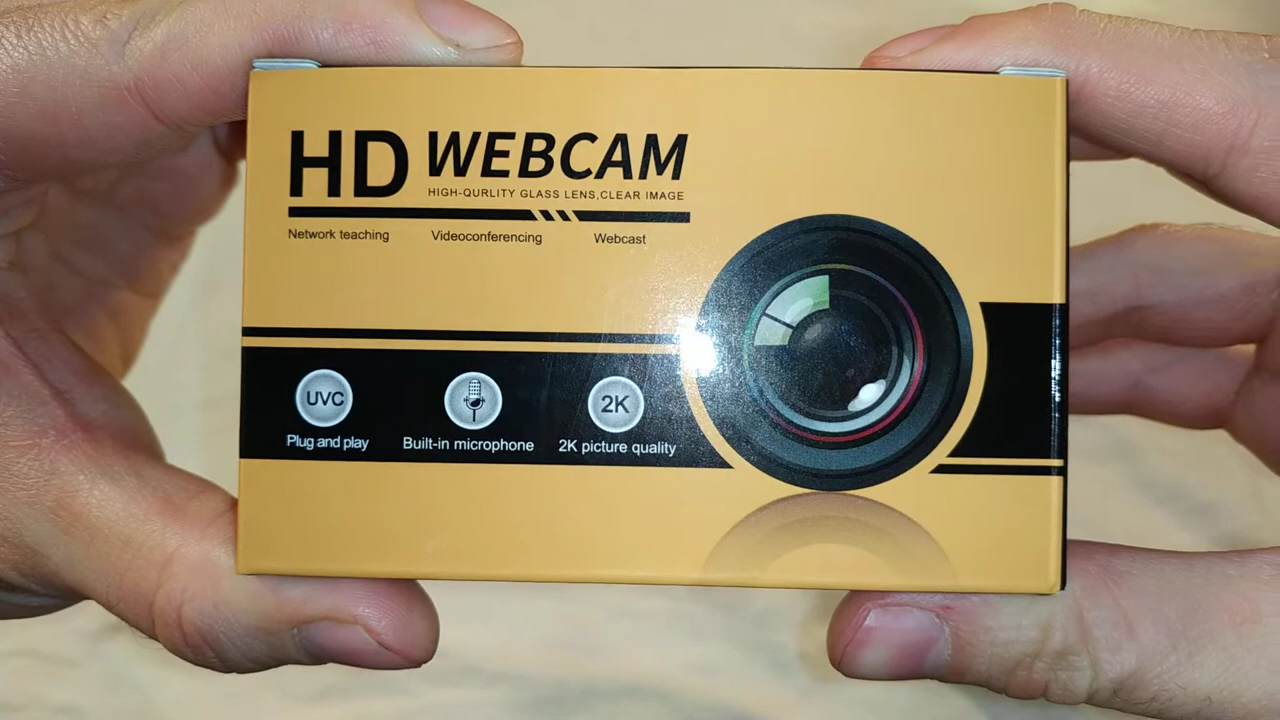 HD WEBCAM
HIGH-QURLITY GLASS LENS,CLEAR IMAGE
Network teaching Videoconferencing Webcast
UVC 2K
Plug and play Built-in microphone 2K picture quality